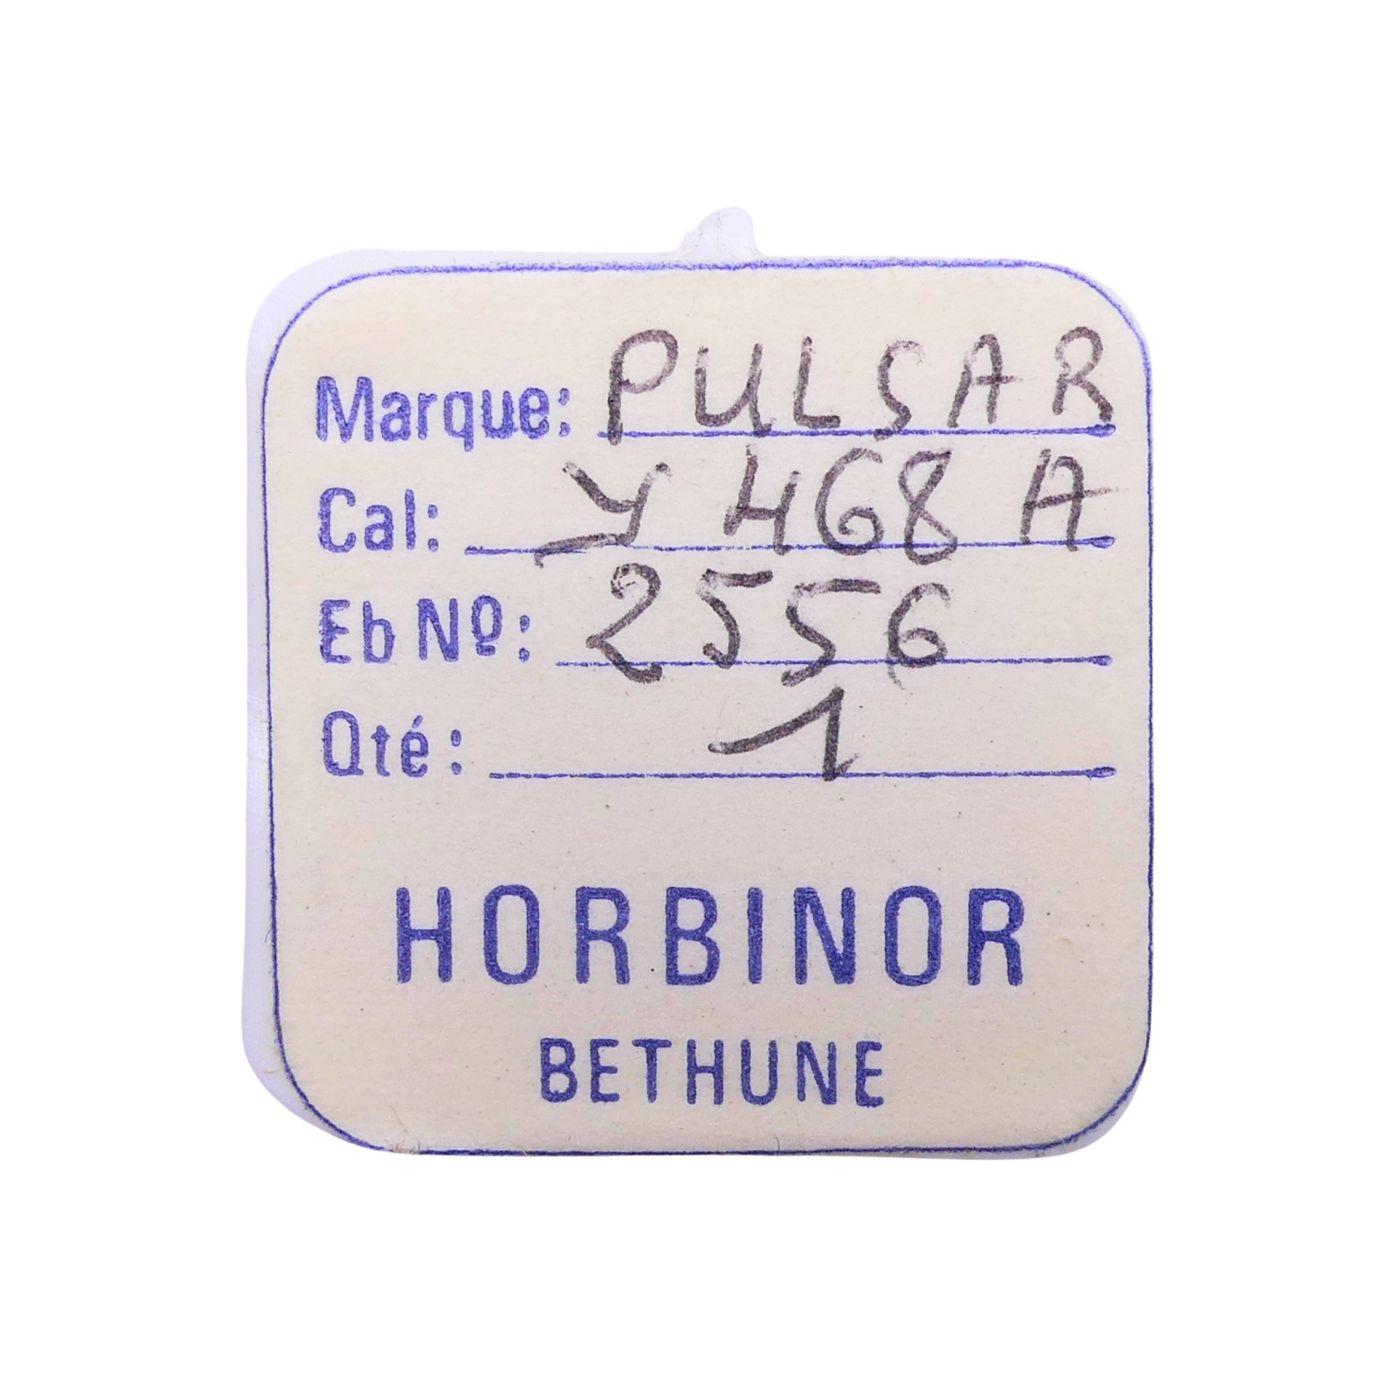 Marque: PULSAR
Cal: Y 468 A
Eb Nº: 2556
Qté: 1
HORBINOR
BETHUNE